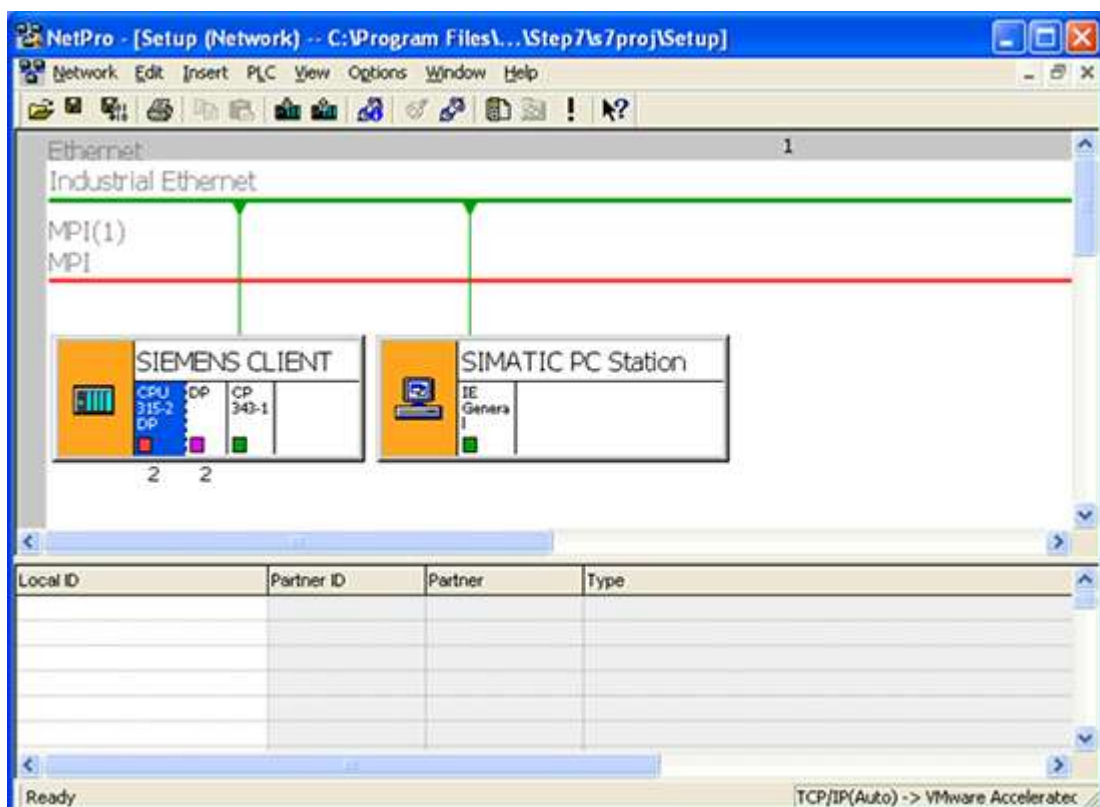 NetPro - [Setup (Network) -- C:\Program Files\...\Step7\s7proj\Setup]
Network Edit Insert PLC View Options Window Help
Ethernet 1
Industrial Ethernet
MPI(1)
MPI
SIEMENS CLIENT
CPU
315-2
DP
DP
CP
343-1
2
2
SIMATIC PC Station
IE
Genera
l
Local ID Partner ID Partner Type
Ready TCP/IP(Auto) -> VMware Acceleratec